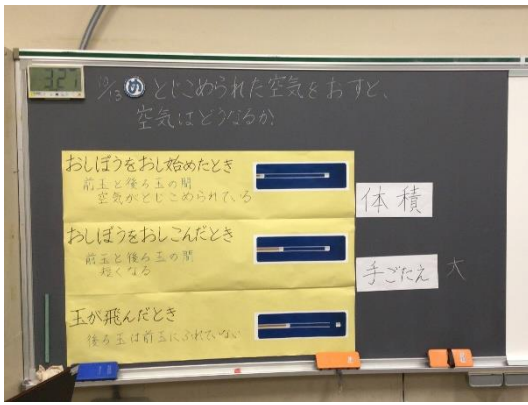 3:27
10/13 め とじこめられた空気をおすと、
空気はどうなるか。
おしぼうをおし始めたとき
前玉と後ろ玉の間
空気がとじこめられている
体積
おしぼうをおしこんだとき
前玉と後ろ玉の間
短くなる
手ごたえ 大
玉が飛んだとき
後ろ玉は前玉にふれていない